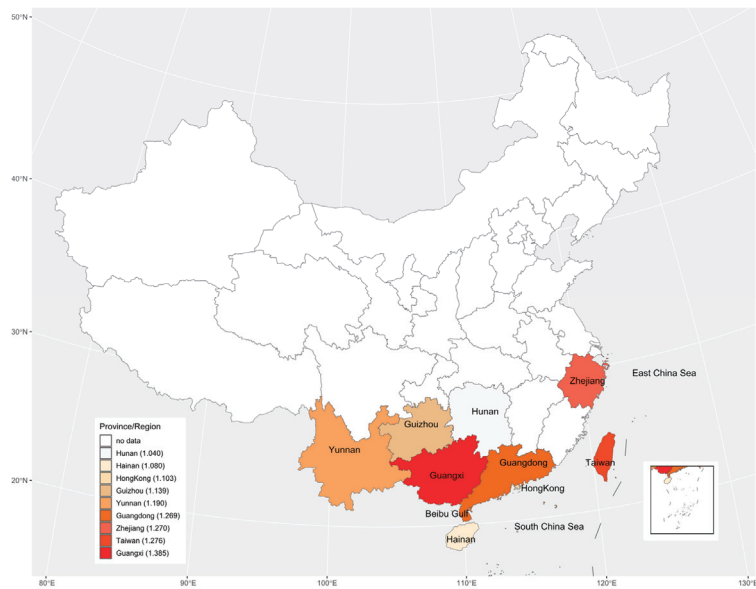 50°N
40°N
30°N
20°N
80°E
90°E
100°E
110°E
120°E
130°E
East China Sea
Zhejiang
Hunan
Guizhou
Yunnan
Guangdong
Guangxi
Taiwan
HongKong
Beibu Gulf
South China Sea
Hainan
Province/Region
no data
Hunan (1.040)
Hainan (1.080)
HongKong (1.103)
Guizhou (1.139)
Yunnan (1.190)
Guangdong (1.269)
Zhejiang (1.270)
Taiwan (1.276)
Guangxi (1.385)